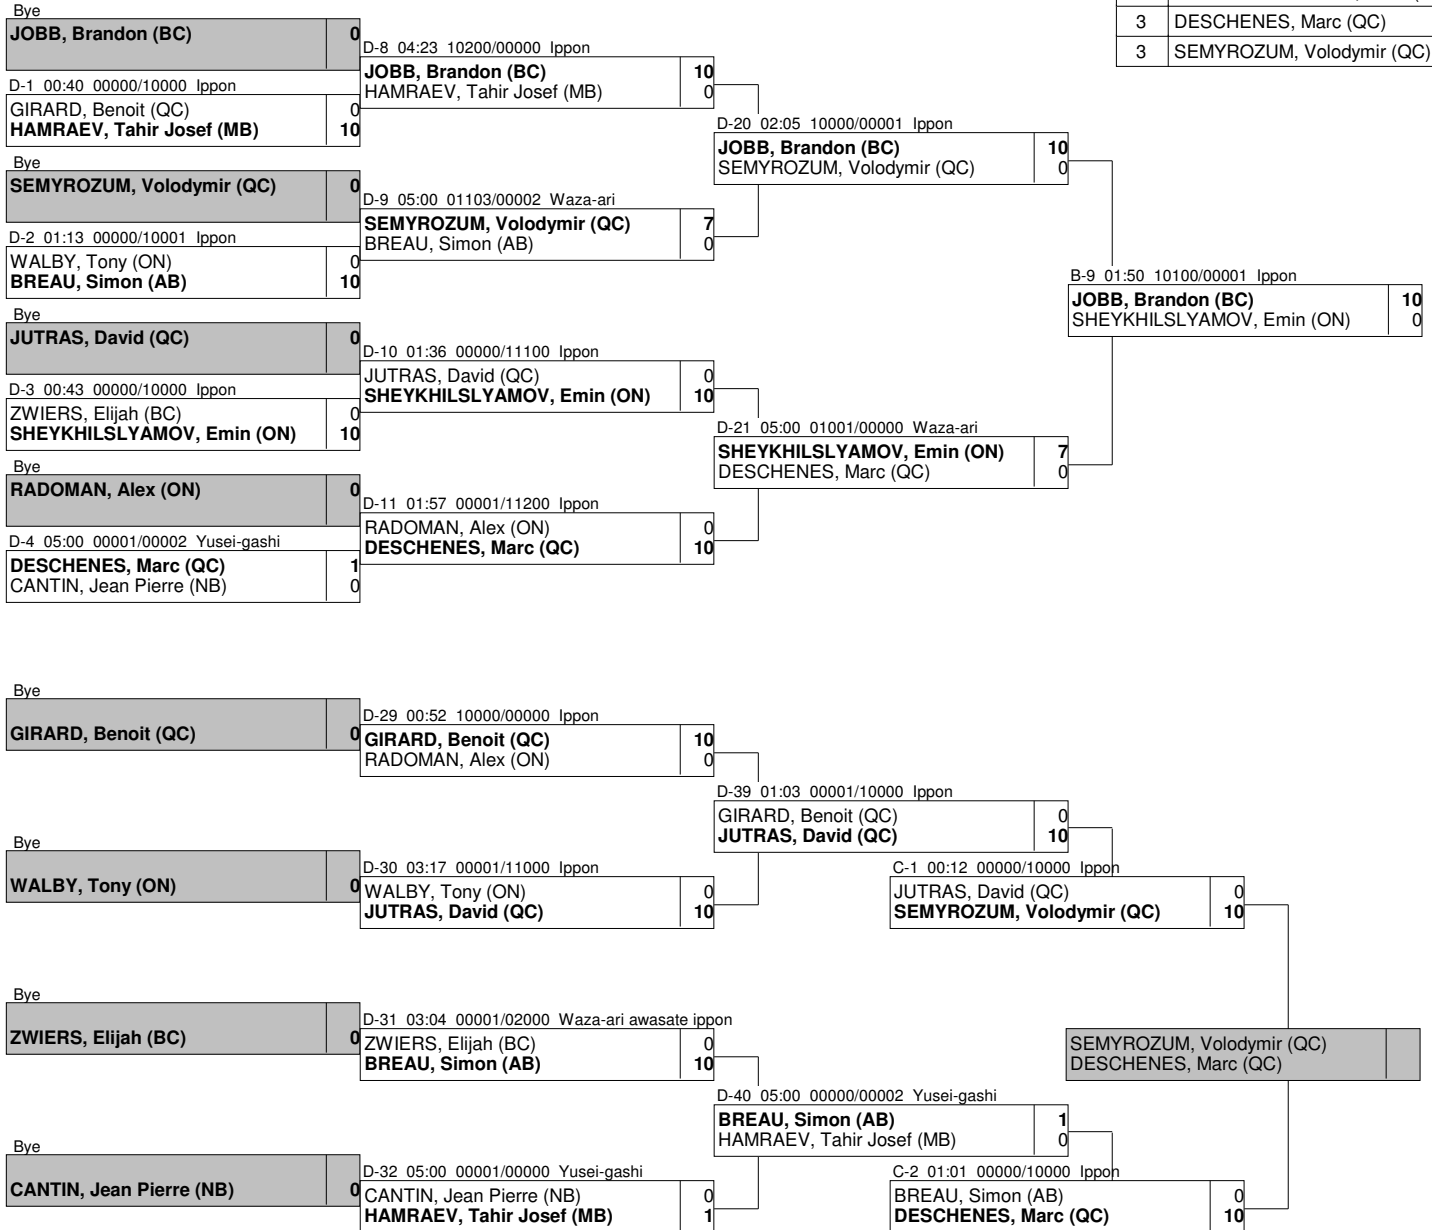 3 DESCHENES, Marc (QC)
3 SEMYROZUM, Volodymir (QC)
Bye
JOBB, Brandon (BC) 0
D-1 00:40 00000/10000 Ippon
GIRARD, Benoit (QC) 0
HAMRAEV, Tahir Josef (MB) 10
Bye
SEMYROZUM, Volodymir (QC) 0
D-2 01:13 00000/10001 Ippon
WALBY, Tony (ON) 0
BREAU, Simon (AB) 10
Bye
JUTRAS, David (QC) 0
D-3 00:43 00000/10000 Ippon
ZWIERS, Elijah (BC) 0
SHEYKHILSLYAMOV, Emin (ON) 10
Bye
RADOMAN, Alex (ON) 0
D-4 05:00 00001/00002 Yusei-gashi
DESCHENES, Marc (QC) 1
CANTIN, Jean Pierre (NB) 0
D-8 04:23 10200/00000 Ippon
JOBB, Brandon (BC) 10
HAMRAEV, Tahir Josef (MB) 0
D-9 05:00 01103/00002 Waza-ari
SEMYROZUM, Volodymir (QC) 7
BREAU, Simon (AB) 0
D-10 01:36 00000/11100 Ippon
JUTRAS, David (QC) 0
SHEYKHILSLYAMOV, Emin (ON) 10
D-11 01:57 00001/11200 Ippon
RADOMAN, Alex (ON) 0
DESCHENES, Marc (QC) 10
D-20 02:05 10000/00001 Ippon
JOBB, Brandon (BC) 10
SEMYROZUM, Volodymir (QC) 0
D-21 05:00 01001/00000 Waza-ari
SHEYKHILSLYAMOV, Emin (ON) 7
DESCHENES, Marc (QC) 0
B-9 01:50 10100/00001 Ippon
JOBB, Brandon (BC) 10
SHEYKHILSLYAMOV, Emin (ON) 0
Bye
GIRARD, Benoit (QC) 0
Bye
WALBY, Tony (ON) 0
Bye
ZWIERS, Elijah (BC) 0
Bye
CANTIN, Jean Pierre (NB) 0
D-29 00:52 10000/00000 Ippon
GIRARD, Benoit (QC) 10
RADOMAN, Alex (ON) 0
D-30 03:17 00001/11000 Ippon
WALBY, Tony (ON) 0
JUTRAS, David (QC) 10
D-31 03:04 00001/02000 Waza-ari awasate ippon
ZWIERS, Elijah (BC) 0
BREAU, Simon (AB) 10
D-32 05:00 00001/00000 Yusei-gashi
CANTIN, Jean Pierre (NB) 0
HAMRAEV, Tahir Josef (MB) 1
D-39 01:03 00001/10000 Ippon
GIRARD, Benoit (QC) 0
JUTRAS, David (QC) 10
D-40 05:00 00000/00002 Yusei-gashi
BREAU, Simon (AB) 1
HAMRAEV, Tahir Josef (MB) 0
C-1 00:12 00000/10000 Ippon
JUTRAS, David (QC) 0
SEMYROZUM, Volodymir (QC) 10
C-2 01:01 00000/10000 Ippon
BREAU, Simon (AB) 0
DESCHENES, Marc (QC) 10
SEMYROZUM, Volodymir (QC)
DESCHENES, Marc (QC)